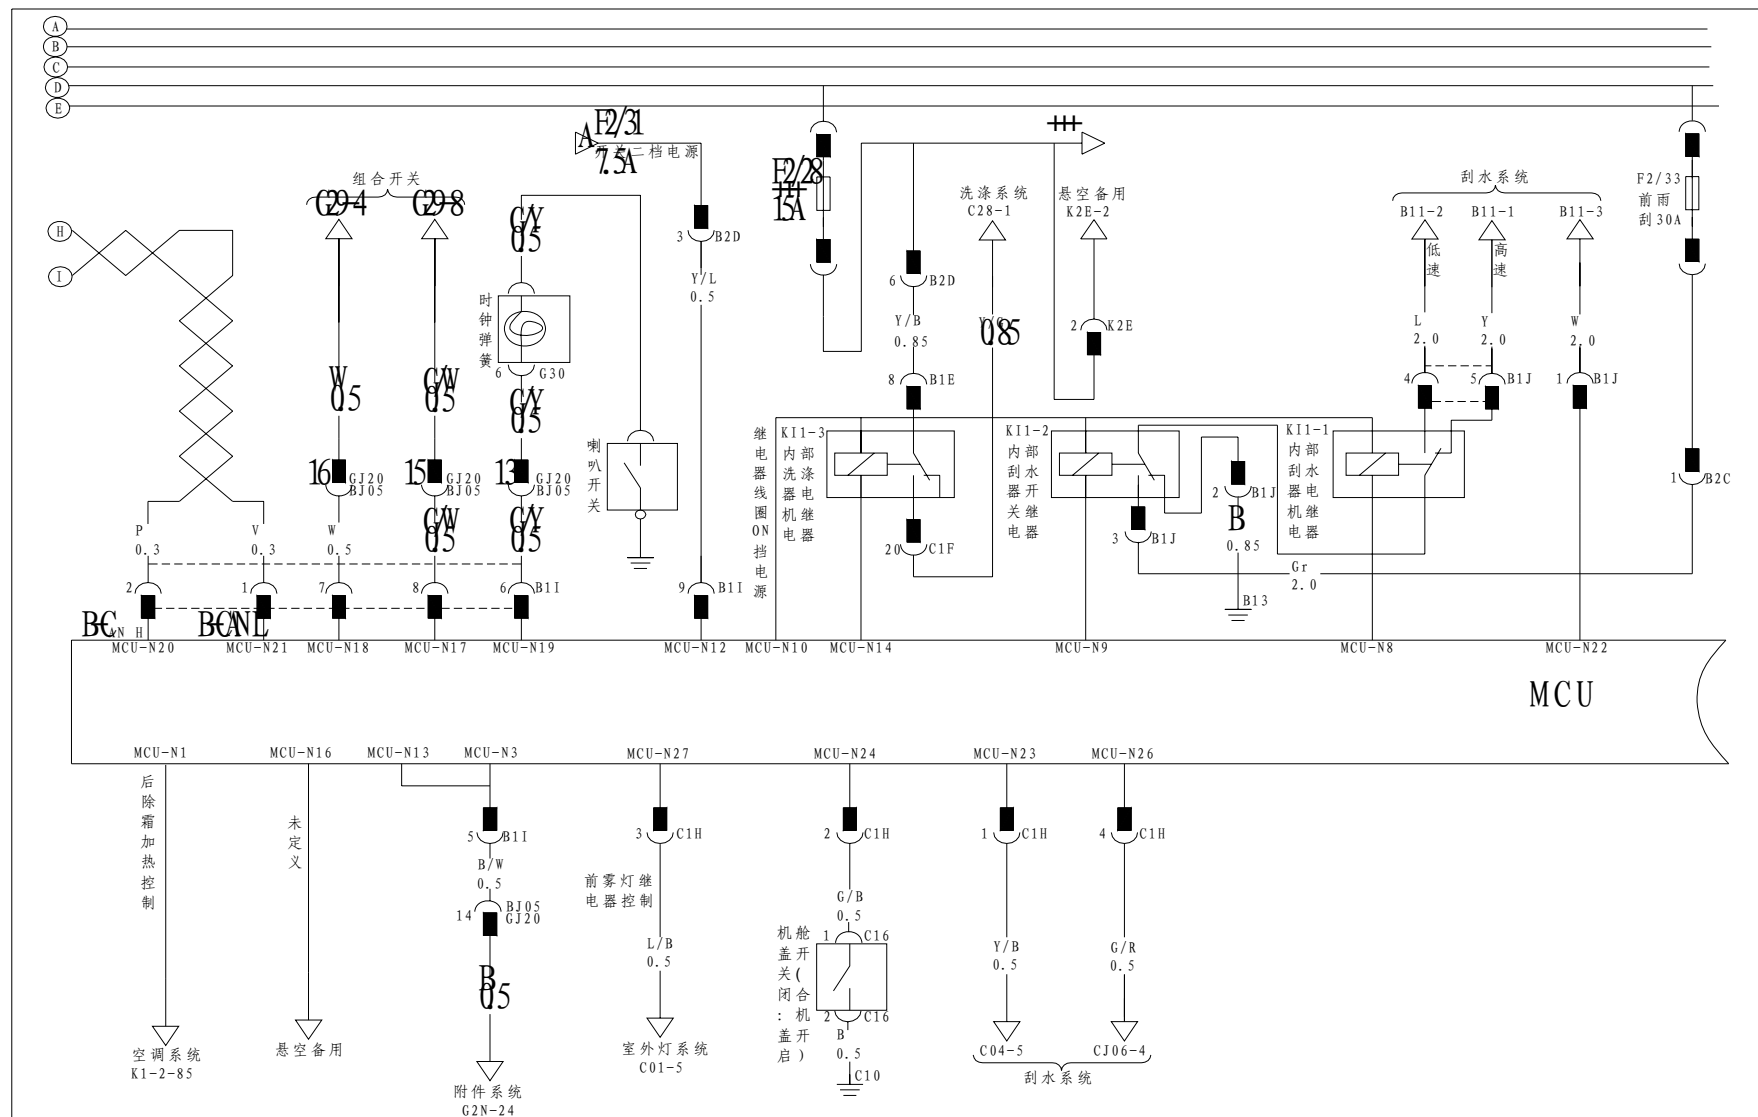 A
B
C
D
E
F2/31
开关二档电源
7.5A
组合开关
G29-4
G29-8
H
I
G/Y
0.5
3
B2D
Y/L
0.5
F2/28
15A
洗涤系统
C28-1
悬空备用
K2E-2
刮水系统
B11-2
B11-1
B11-3
F2/33
前雨
刮30A
低速
高速
6
B2D
Y/B
0.85
Y/G
0.85
2
K2E
L
2.0
Y
2.0
W
2.0
时钟弹簧
6
G30
W
0.5
G/W
0.5
G/Y
0.5
8
B1E
4
5
B1J
1
B1J
喇叭开关
16
GJ20
BJ05
15
GJ20
BJ05
13
GJ20
BJ05
继电器线圈ON挡电源
KI1-3
内部洗涤器电机继电器
KI1-2
内部刮水器开关继电器
KI1-1
内部刮水器电机继电器
2
B1J
B
0.85
1
B2C
P
0.3
V
0.3
W
0.5
G/W
0.5
G/Y
0.5
20
C1F
3
B1J
Gr
2.0
2
1
7
8
6
B1I
9
B1I
B13
B-CAN H
B-CAN L
MCU-N20
MCU-N21
MCU-N18
MCU-N17
MCU-N19
MCU-N12
MCU-N10
MCU-N14
MCU-N9
MCU-N8
MCU-N22
MCU
MCU-N1
MCU-N16
MCU-N13
MCU-N3
MCU-N27
MCU-N24
MCU-N23
MCU-N26
后除霜加热控制
未定义
5
B1I
B/W
0.5
14
BJ05
GJ20
B
0.5
3
C1H
前雾灯继
电器控制
L/B
0.5
2
C1H
G/B
0.5
1
C16
机舱
盖开
关(
闭合
:机
盖开
启)
2
C16
B
0.5
C10
1
C1H
Y/B
0.5
4
C1H
G/R
0.5
空调系统
K1-2-85
悬空备用
附件系统
G2N-24
室外灯系统
C01-5
C04-5
CJ06-4
刮水系统